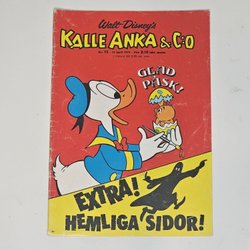 Walt Disney's
KALLE ANKA & C:O
GLAD
PÅSK!
EXTRA!
HEMLIGA SIDOR!